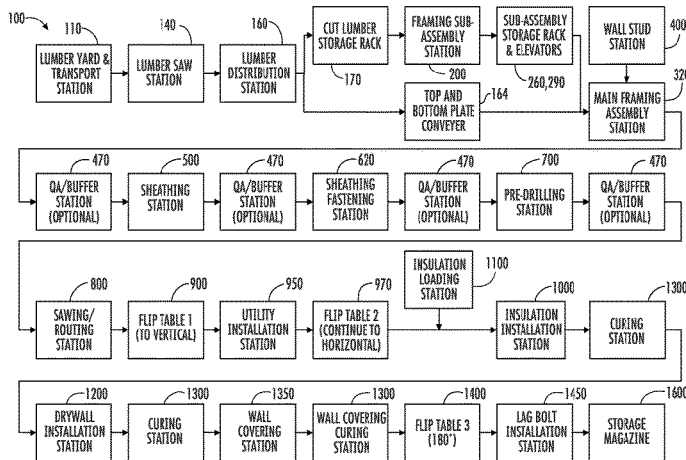 100
110
LUMBER YARD &
TRANSPORT
STATION
140
LUMBER SAW
STATION
160
LUMBER
DISTRIBUTION
STATION
CUT LUMBER
STORAGE RACK
170
FRAMING SUB-
ASSEMBLY
STATION
200
SUB-ASSEMBLY
STORAGE RACK
& ELEVATORS
260,290
WALL STUD
STATION
400
TOP AND
BOTTOM PLATE
CONVEYER
164
MAIN FRAMING
ASSEMBLY
STATION
320
470
QA/BUFFER
STATION
(OPTIONAL)
500
SHEATHING
STATION
470
QA/BUFFER
STATION
(OPTIONAL)
620
SHEATHING
FASTENING
STATION
470
QA/BUFFER
STATION
(OPTIONAL)
700
PRE-DRILLING
STATION
470
QA/BUFFER
STATION
(OPTIONAL)
800
SAWING/
ROUTING
STATION
900
FLIP TABLE 1
(TO VERTICAL)
950
UTILITY
INSTALLATION
STATION
970
FLIP TABLE 2
(CONTINUE TO
HORIZONTAL)
INSULATION
LOADING
STATION
1100
1000
INSULATION
INSTALLATION
STATION
1300
CURING
STATION
1200
DRYWALL
INSTALLATION
STATION
1300
CURING
STATION
1350
WALL
COVERING
STATION
1300
WALL COVERING
CURING
STATION
1400
FLIP TABLE 3
(180°)
1450
LAG BOLT
INSTALLATION
STATION
1600
STORAGE
MAGAZINE